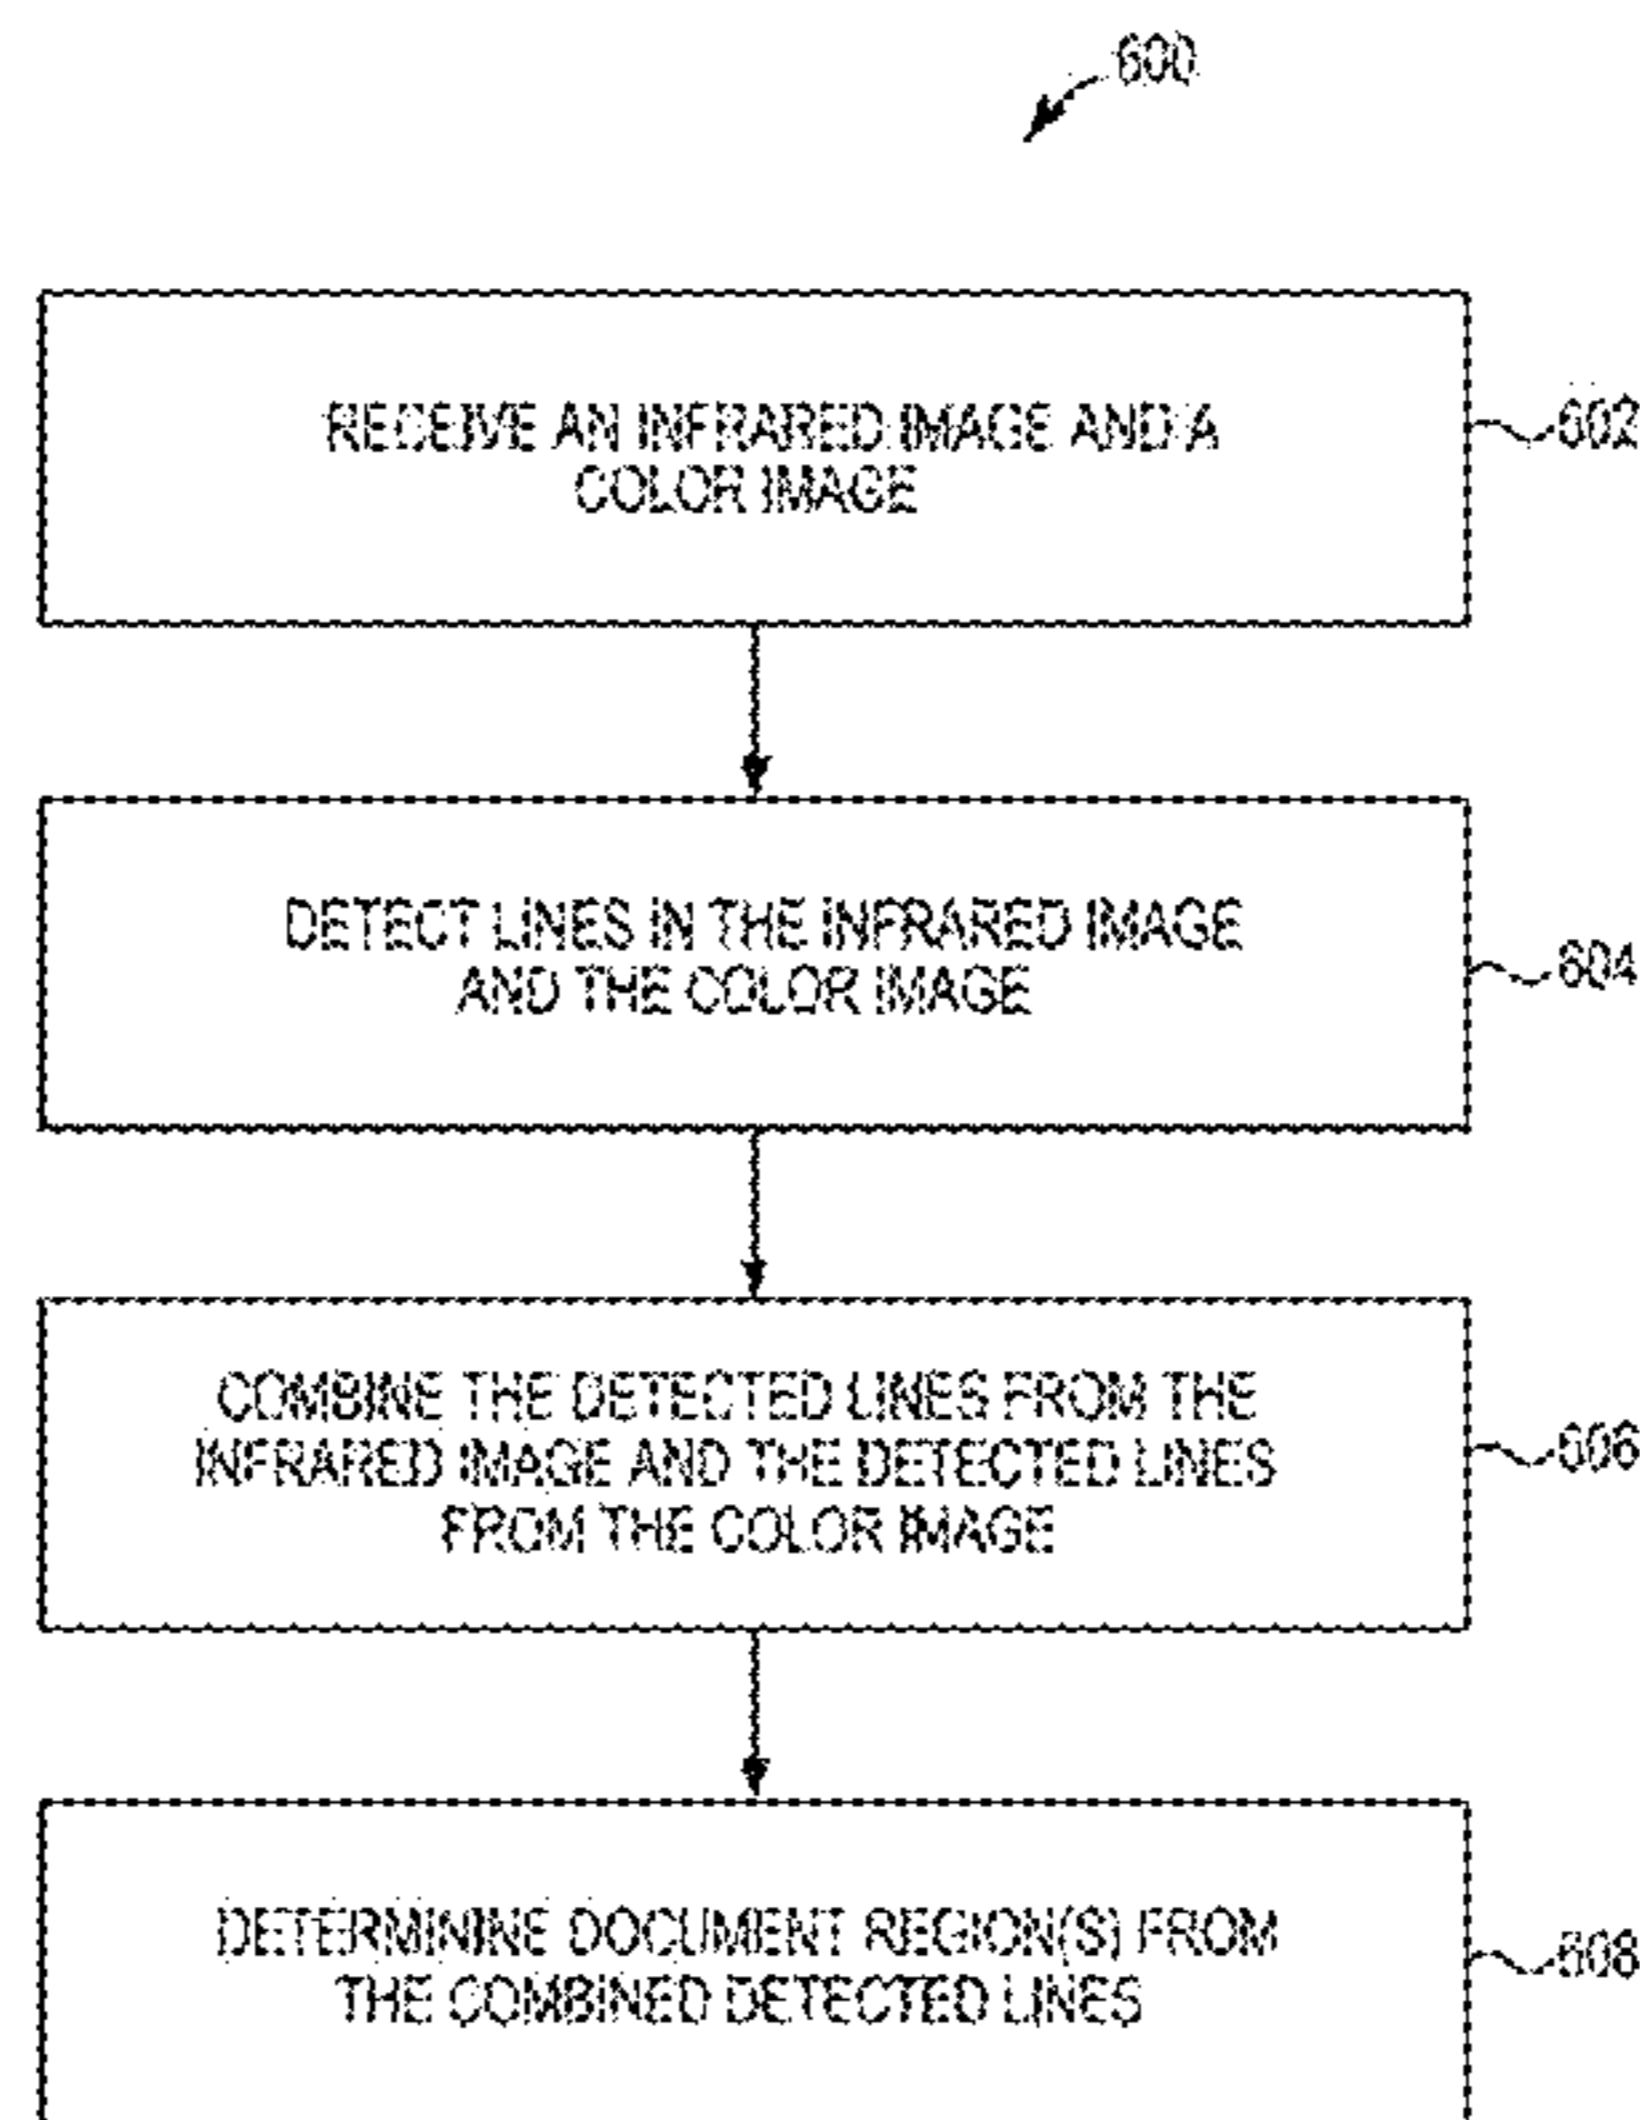 600
RECEIVE AN INFRARED IMAGE AND A
COLOR IMAGE
602
DETECT LINES IN THE INFRARED IMAGE
AND THE COLOR IMAGE
604
COMBINE THE DETECTED LINES FROM THE
INFRARED IMAGE AND THE DETECTED LINES
FROM THE COLOR IMAGE
606
DETERMININE DOCUMENT REGION(S) FROM
THE COMBINED DETECTED LINES
608